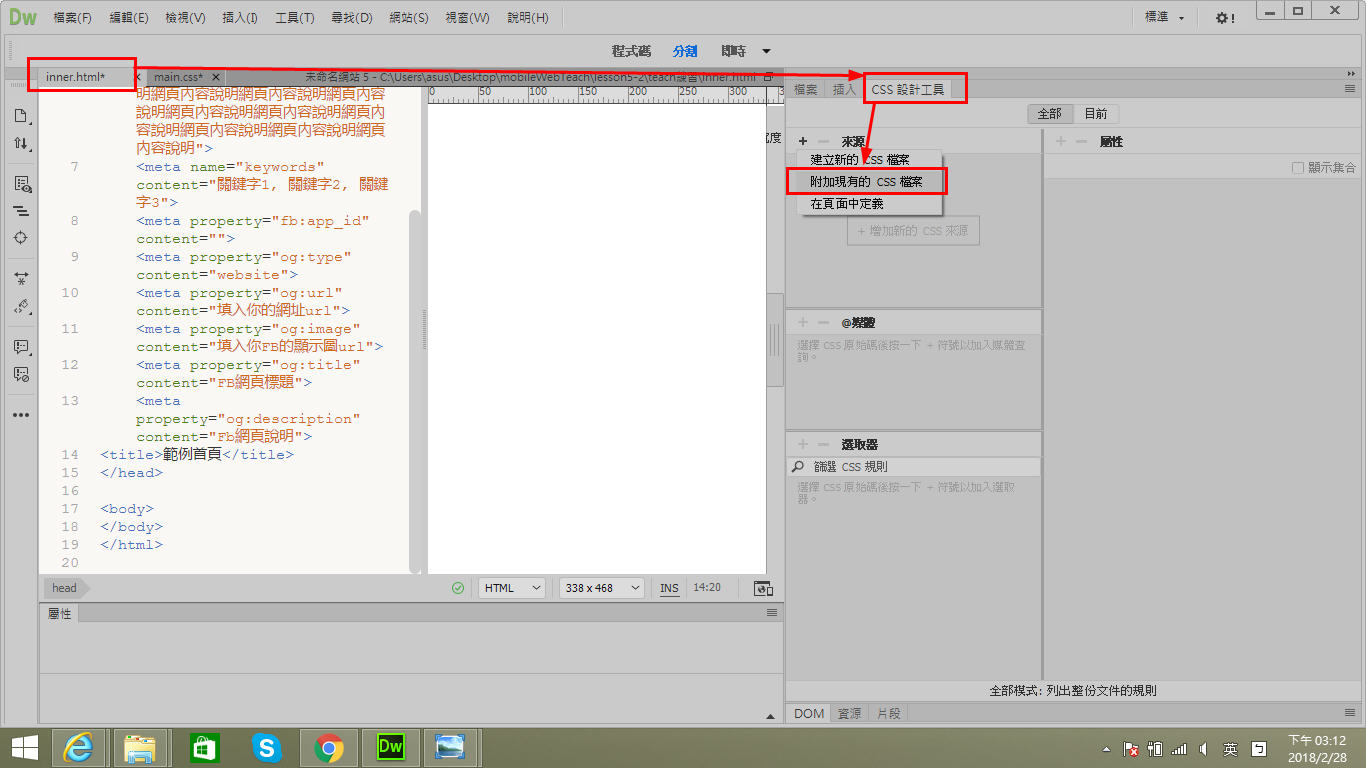 Dw 檔案(F) 編輯(E) 檢視(V) 插入(I) 工具(T) 尋找(D) 網站(S) 視窗(W) 說明(H) 標準
程式碼 分割 即時
inner.html* main.css* 未命名網站 5 - C:\Users\asus\Desktop\mobileWebTeach\lesson5-2\teach練習\inner.html
檔案 插入 CSS 設計工具
0 50 100 150 200 250 300
全部 目前
明網頁內容說明網頁內容說明網頁內容
說明網頁內容說明網頁內容說明網頁內
容說明網頁內容說明網頁內容說明網頁
內容說明">
7 <meta name="keywords"
content="關鍵字1, 關鍵字2, 關鍵
字3">
8 <meta property="fb:app_id"
content="">
9 <meta property="og:type"
content="website">
10 <meta property="og:url"
content="填入你的網址url">
11 <meta property="og:image"
content="填入你FB的顯示圖url">
12 <meta property="og:title"
content="FB網頁標題">
13 <meta
property="og:description"
content="Fb網頁說明">
14 <title>範例首頁</title>
15 </head>
16
17 <body>
18 </body>
19 </html>
20
+ － 來源
建立新的 CSS 檔案
附加現有的 CSS 檔案
在頁面中定義
+ 增加新的 CSS 來源
+ － @媒體
選擇 CSS 原始碼後按一下 + 符號以加入媒體查
詢。
+ － 選取器
篩選 CSS 規則
選擇 CSS 原始碼後按一下 + 符號以加入選取
器。
+ － 屬性
顯示集合
head HTML 338 x 468 INS 14:20
屬性
全部模式: 列出整份文件的規則
DOM 資源 片段
Dw
英
下午 03:12
2018/2/28